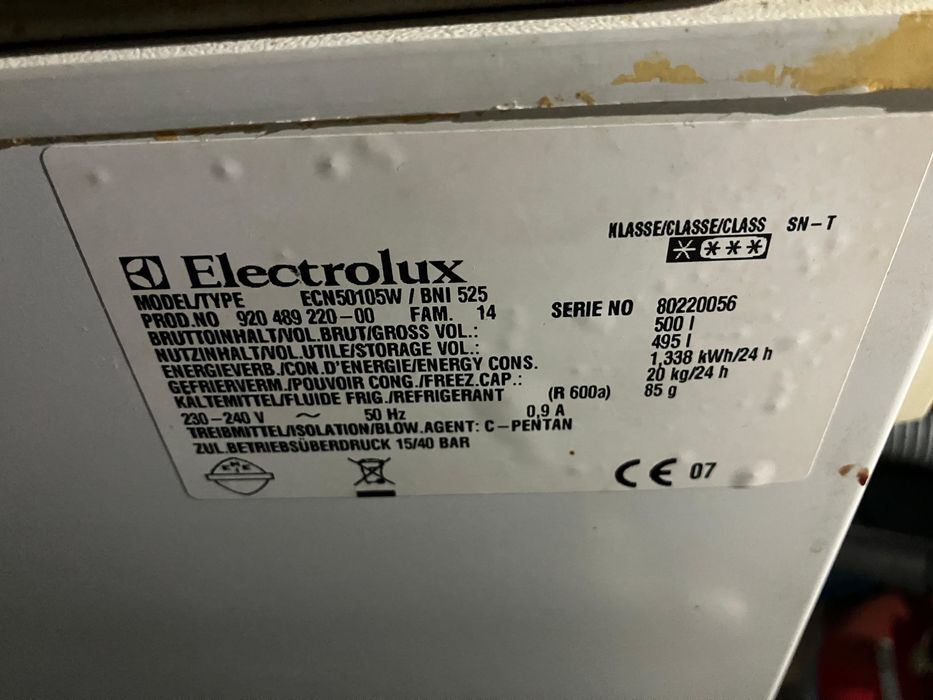 KLASSE/CLASSE/CLASS SN-T
Electrolux
MODEL/TYPE ECN50105W / BNI 525
PROD.NO 920 489 220-00 FAM. 14 SERIE NO 80220056
BRUTTOINHALT/VOL.BRUT/GROSS VOL.: 500 l
NUTZINHALT/VOL.UTILE/STORAGE VOL.: 495 l
ENERGIEVERB./CON.D'ENERGIE/ENERGY CONS. 1,338 kWh/24 h
GEFRIERVERM./POUVOIR CONG./FREEZ.CAP.: 20 kg/24 h
KALTEMITTEL/FLUIDE FRIG./REFRIGERANT (R 600a) 85 g
230-240 V ~ 50 Hz 0,9 A
TREIBMITTEL/ISOLATION/BLOW.AGENT: C-PENTAN
ZUL.BETRIEBSÜBERDRUCK 15/40 BAR
CE 07